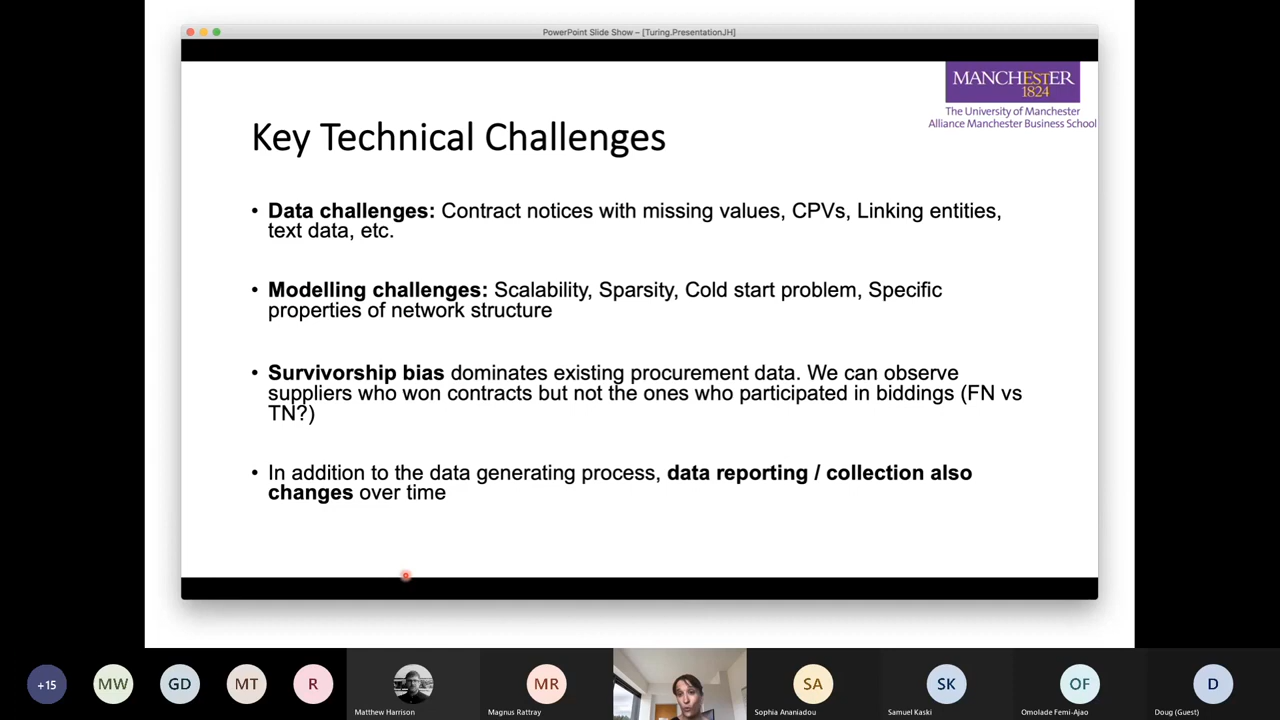 PowerPoint Slide Show – [Turing.PresentationJH]
MANCHESTER
1824
The University of Manchester
Alliance Manchester Business School
Key Technical Challenges
• Data challenges: Contract notices with missing values, CPVs, Linking entities,
text data, etc.
• Modelling challenges: Scalability, Sparsity, Cold start problem, Specific
properties of network structure
• Survivorship bias dominates existing procurement data. We can observe
suppliers who won contracts but not the ones who participated in biddings (FN vs
TN?)
• In addition to the data generating process, data reporting / collection also
changes over time
+15
MW
GD
MT
R
Matthew Harrison
MR
Magnus Rattray
SA
Sophia Ananiadou
SK
Samuel Kaski
OF
Omolade Femi-Ajao
D
Doug (Guest)